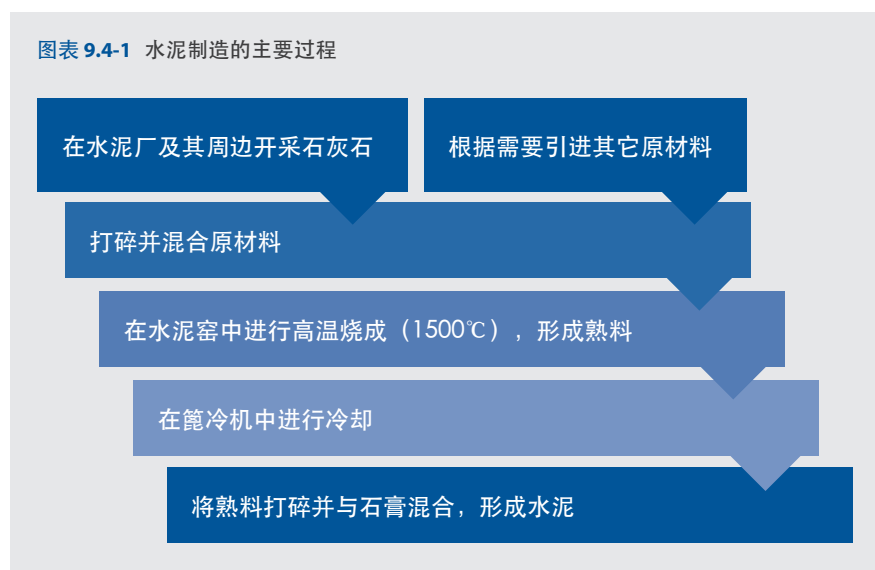 图表 9.4-1 水泥制造的主要过程
在水泥厂及其周边开采石灰石
根据需要引进其它原材料
打碎并混合原材料
在水泥窑中进行高温烧成（1500℃），形成熟料
在篦冷机中进行冷却
将熟料打碎并与石膏混合，形成水泥